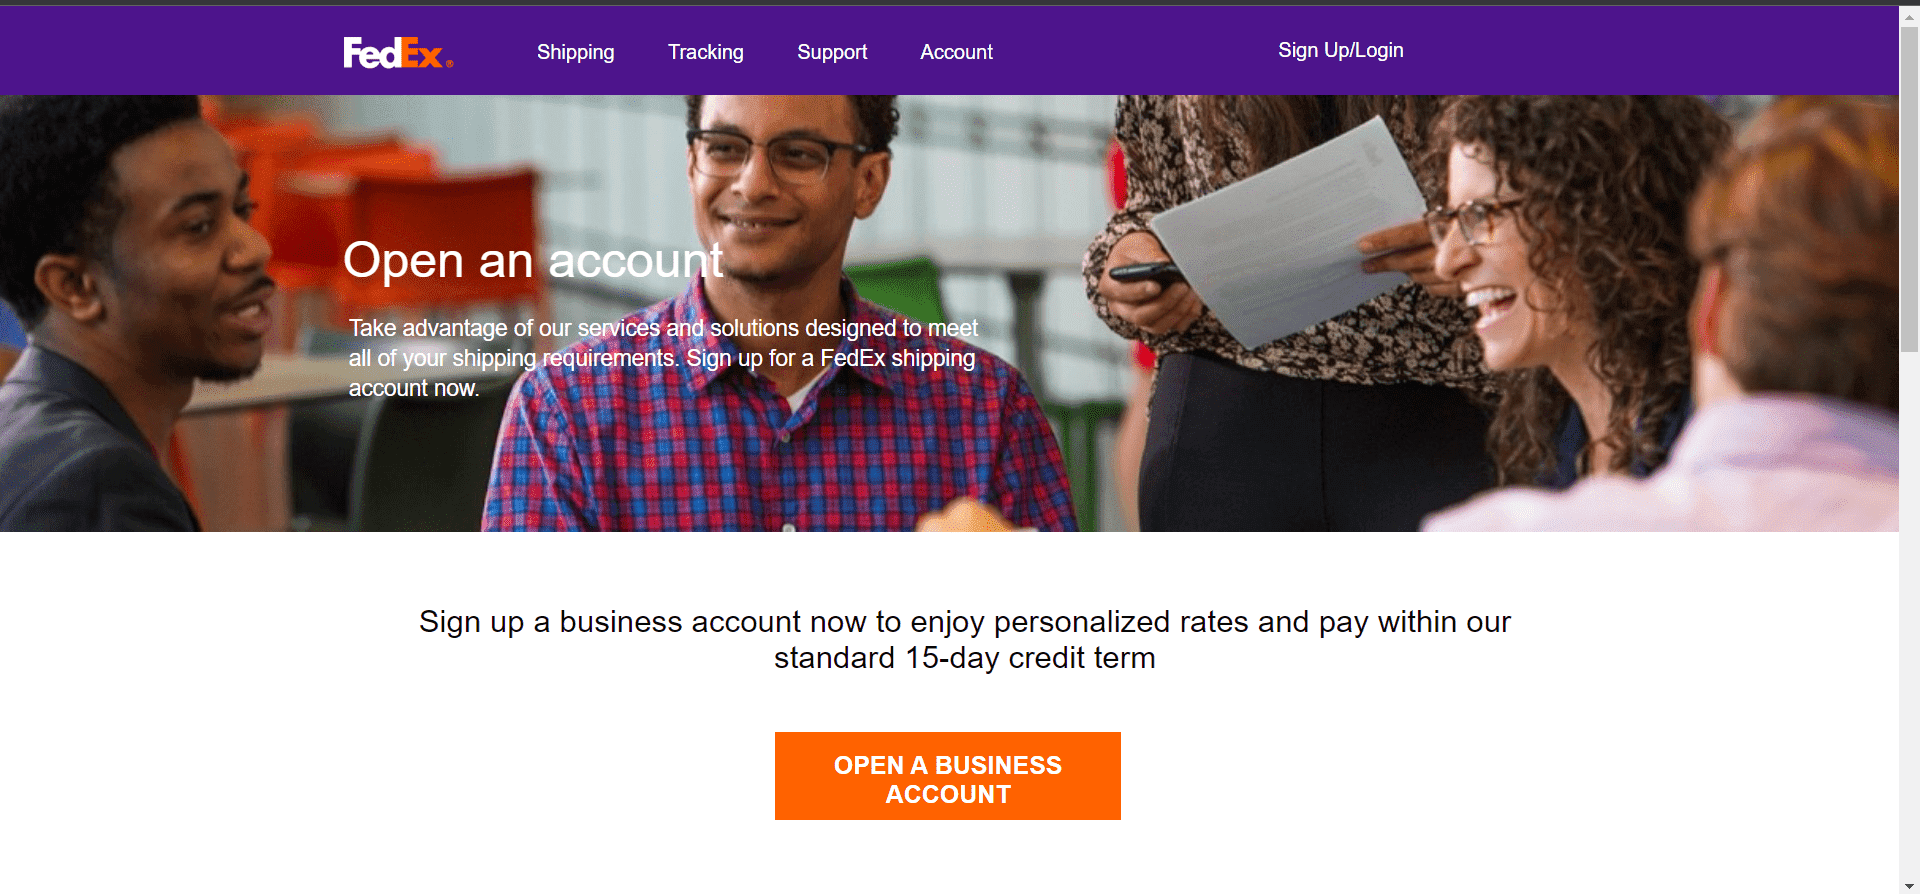 FedEx®
Shipping
Tracking
Support
Account
Sign Up/Login
Open an account
Take advantage of our services and solutions designed to meet
all of your shipping requirements. Sign up for a FedEx shipping
account now.
Sign up a business account now to enjoy personalized rates and pay within our
standard 15-day credit term
OPEN A BUSINESS
ACCOUNT